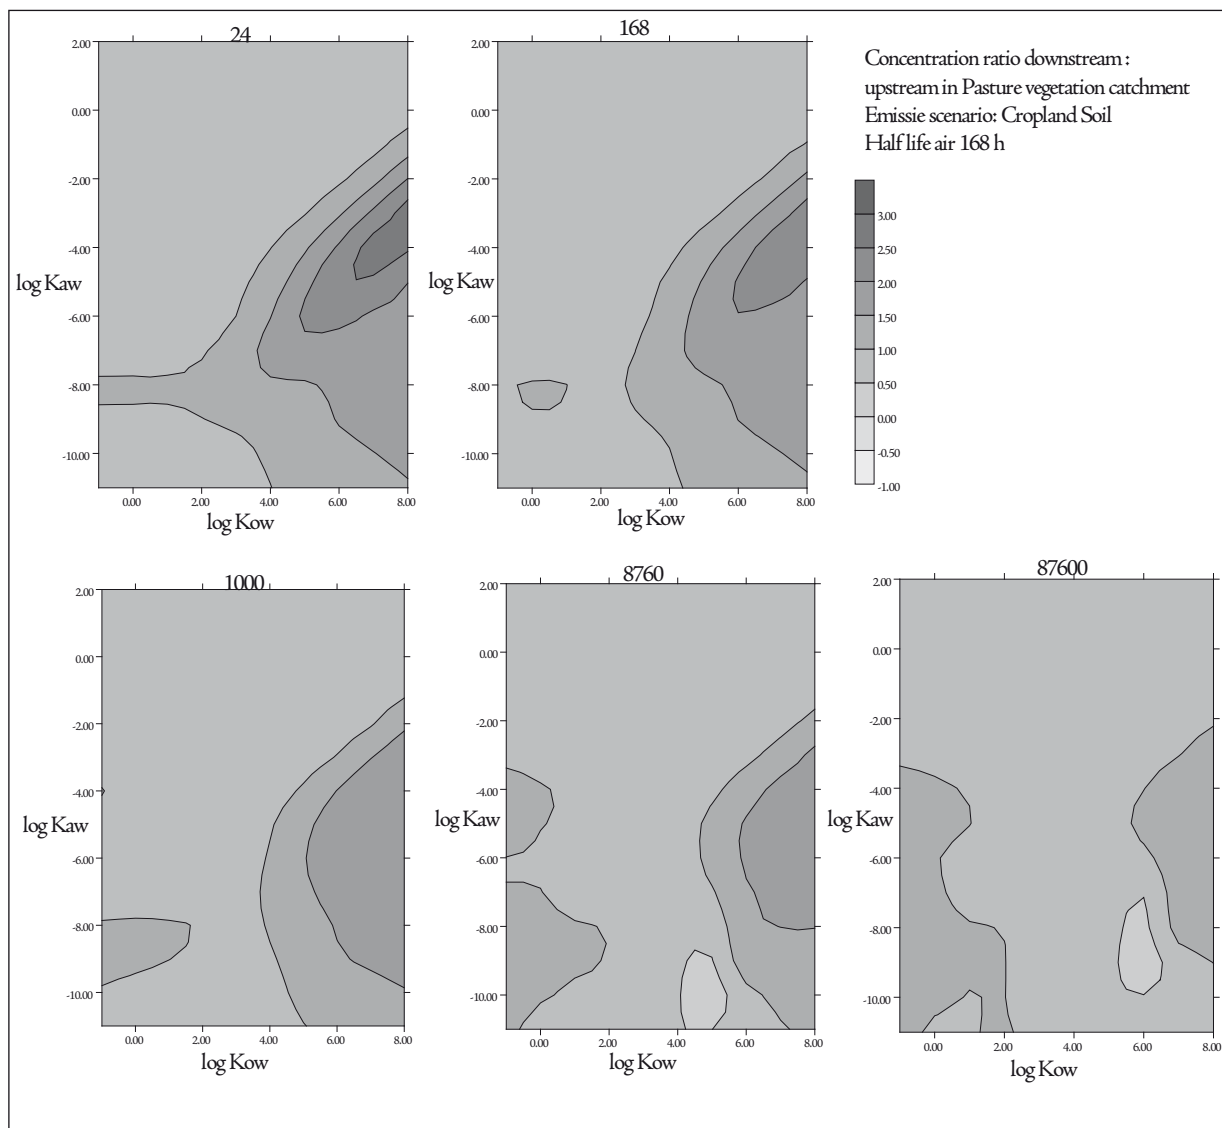 24
2.00
0.00
-2.00
-4.00
-6.00
-8.00
-10.00
log Kaw
0.00 2.00 4.00 6.00 8.00
log Kow
168
2.00
0.00
-2.00
-4.00
-6.00
-8.00
-10.00
log Kaw
0.00 2.00 4.00 6.00 8.00
log Kow
Concentration ratio downstream :
upstream in Pasture vegetation catchment
Emissie scenario: Cropland Soil
Half life air 168 h
3.00
2.50
2.00
1.50
1.00
0.50
0.00
-0.50
-1.00
1000
2.00
0.00
-2.00
-4.00
-6.00
-8.00
-10.00
log Kaw
0.00 2.00 4.00 6.00 8.00
log Kow
8760
2.00
0.00
-2.00
-4.00
-6.00
-8.00
-10.00
log Kaw
0.00 2.00 4.00 6.00 8.00
log Kow
87600
2.00
0.00
-2.00
-4.00
-6.00
-8.00
-10.00
log Kaw
0.00 2.00 4.00 6.00 8.00
log Kow